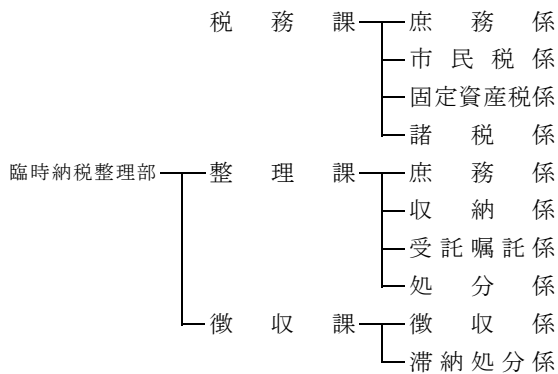 税務課 庶務係
市民税係
固定資産税係
諸税係
臨時納税整理部 整理課 庶務係
収納係
受託嘱託係
処分係
徴収課 徴収係
滞納処分係